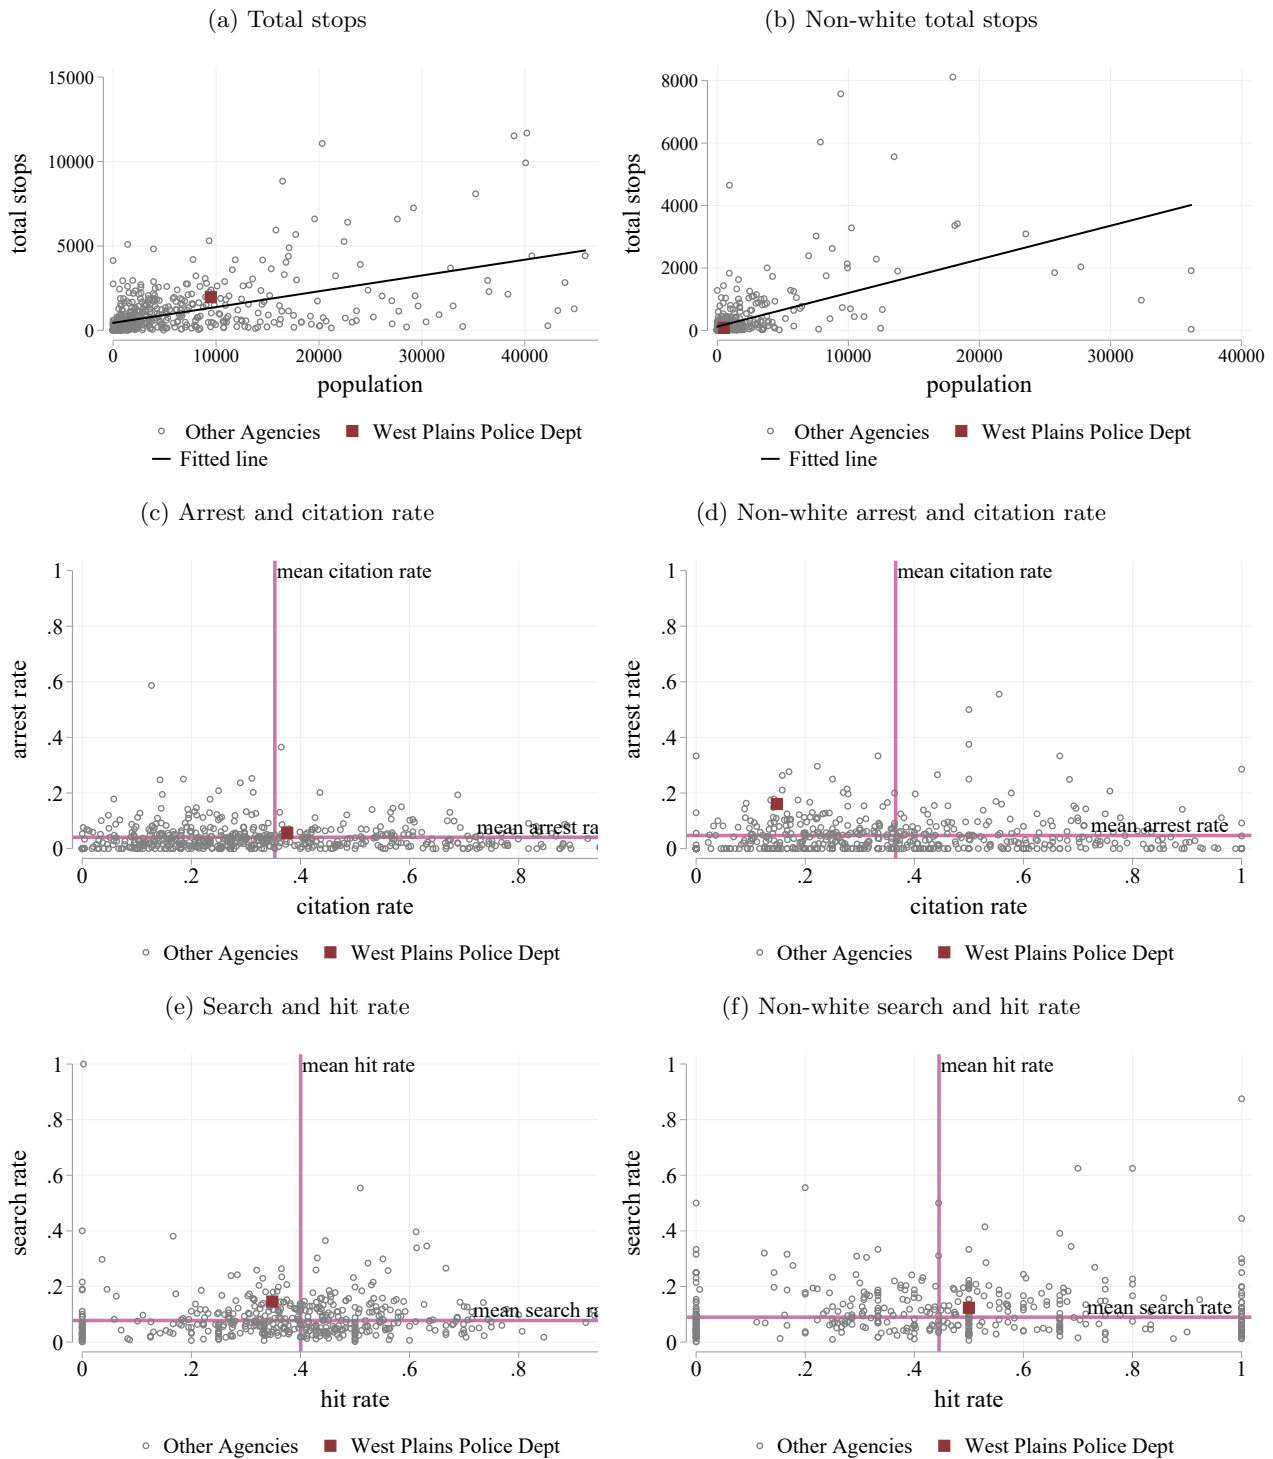 (a) Total stops
(b) Non-white total stops
15000
10000
5000
0
total stops
0 10000 20000 30000 40000
population
Other Agencies West Plains Police Dept
Fitted line
8000
6000
4000
2000
0
total stops
0 10000 20000 30000 40000
population
Other Agencies West Plains Police Dept
Fitted line
(c) Arrest and citation rate
(d) Non-white arrest and citation rate
mean citation rate
1
.8
.6
.4
.2
0
arrest rate
mean arrest ra
0 .2 .4 .6 .8
citation rate
Other Agencies West Plains Police Dept
mean citation rate
1
.8
.6
.4
.2
0
arrest rate
mean arrest rate
0 .2 .4 .6 .8 1
citation rate
Other Agencies West Plains Police Dept
(e) Search and hit rate
(f) Non-white search and hit rate
mean hit rate
1
.8
.6
.4
.2
0
search rate
mean search ra
0 .2 .4 .6 .8
hit rate
Other Agencies West Plains Police Dept
mean hit rate
1
.8
.6
.4
.2
0
search rate
mean search rate
0 .2 .4 .6 .8 1
hit rate
Other Agencies West Plains Police Dept